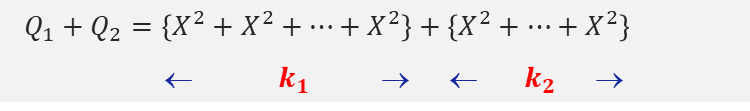 Q₁ + Q₂ = {X² + X² + ⋯ + X²} + {X² + ⋯ + X²}
← k₁ → ← k₂ →